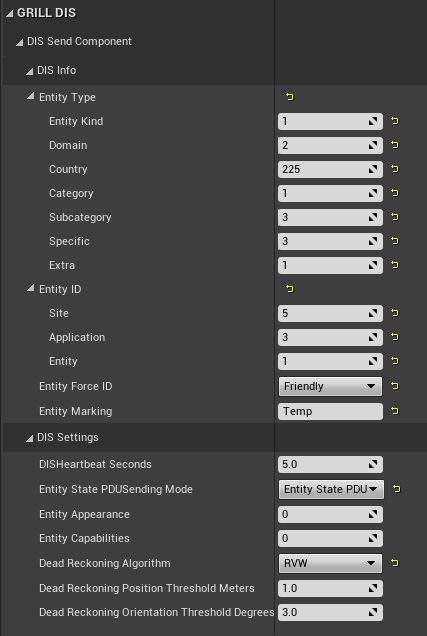 GRILL DIS
DIS Send Component
DIS Info
Entity Type
Entity Kind 1
Domain 2
Country 225
Category 1
Subcategory 3
Specific 3
Extra 1
Entity ID
Site 5
Application 3
Entity 1
Entity Force ID Friendly
Entity Marking Temp
DIS Settings
DISHeartbeat Seconds 5.0
Entity State PDUSending Mode Entity State PDU
Entity Appearance 0
Entity Capabilities 0
Dead Reckoning Algorithm RVW
Dead Reckoning Position Threshold Meters 1.0
Dead Reckoning Orientation Threshold Degrees 3.0